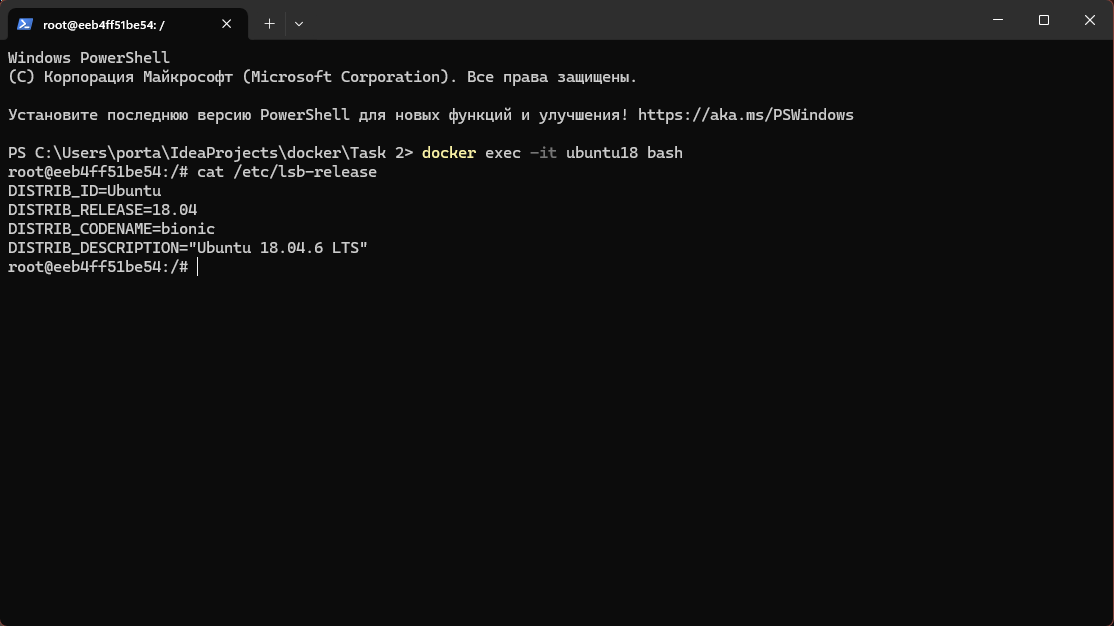 root@eeb4ff51be54: /
Windows PowerShell
(C) Корпорация Майкрософт (Microsoft Corporation). Все права защищены.
Установите последнюю версию PowerShell для новых функций и улучшения! https://aka.ms/PSWindows
PS C:\Users\porta\IdeaProjects\docker\Task 2> docker exec -it ubuntu18 bash
root@eeb4ff51be54:/# cat /etc/lsb-release
DISTRIB_ID=Ubuntu
DISTRIB_RELEASE=18.04
DISTRIB_CODENAME=bionic
DISTRIB_DESCRIPTION="Ubuntu 18.04.6 LTS"
root@eeb4ff51be54:/#